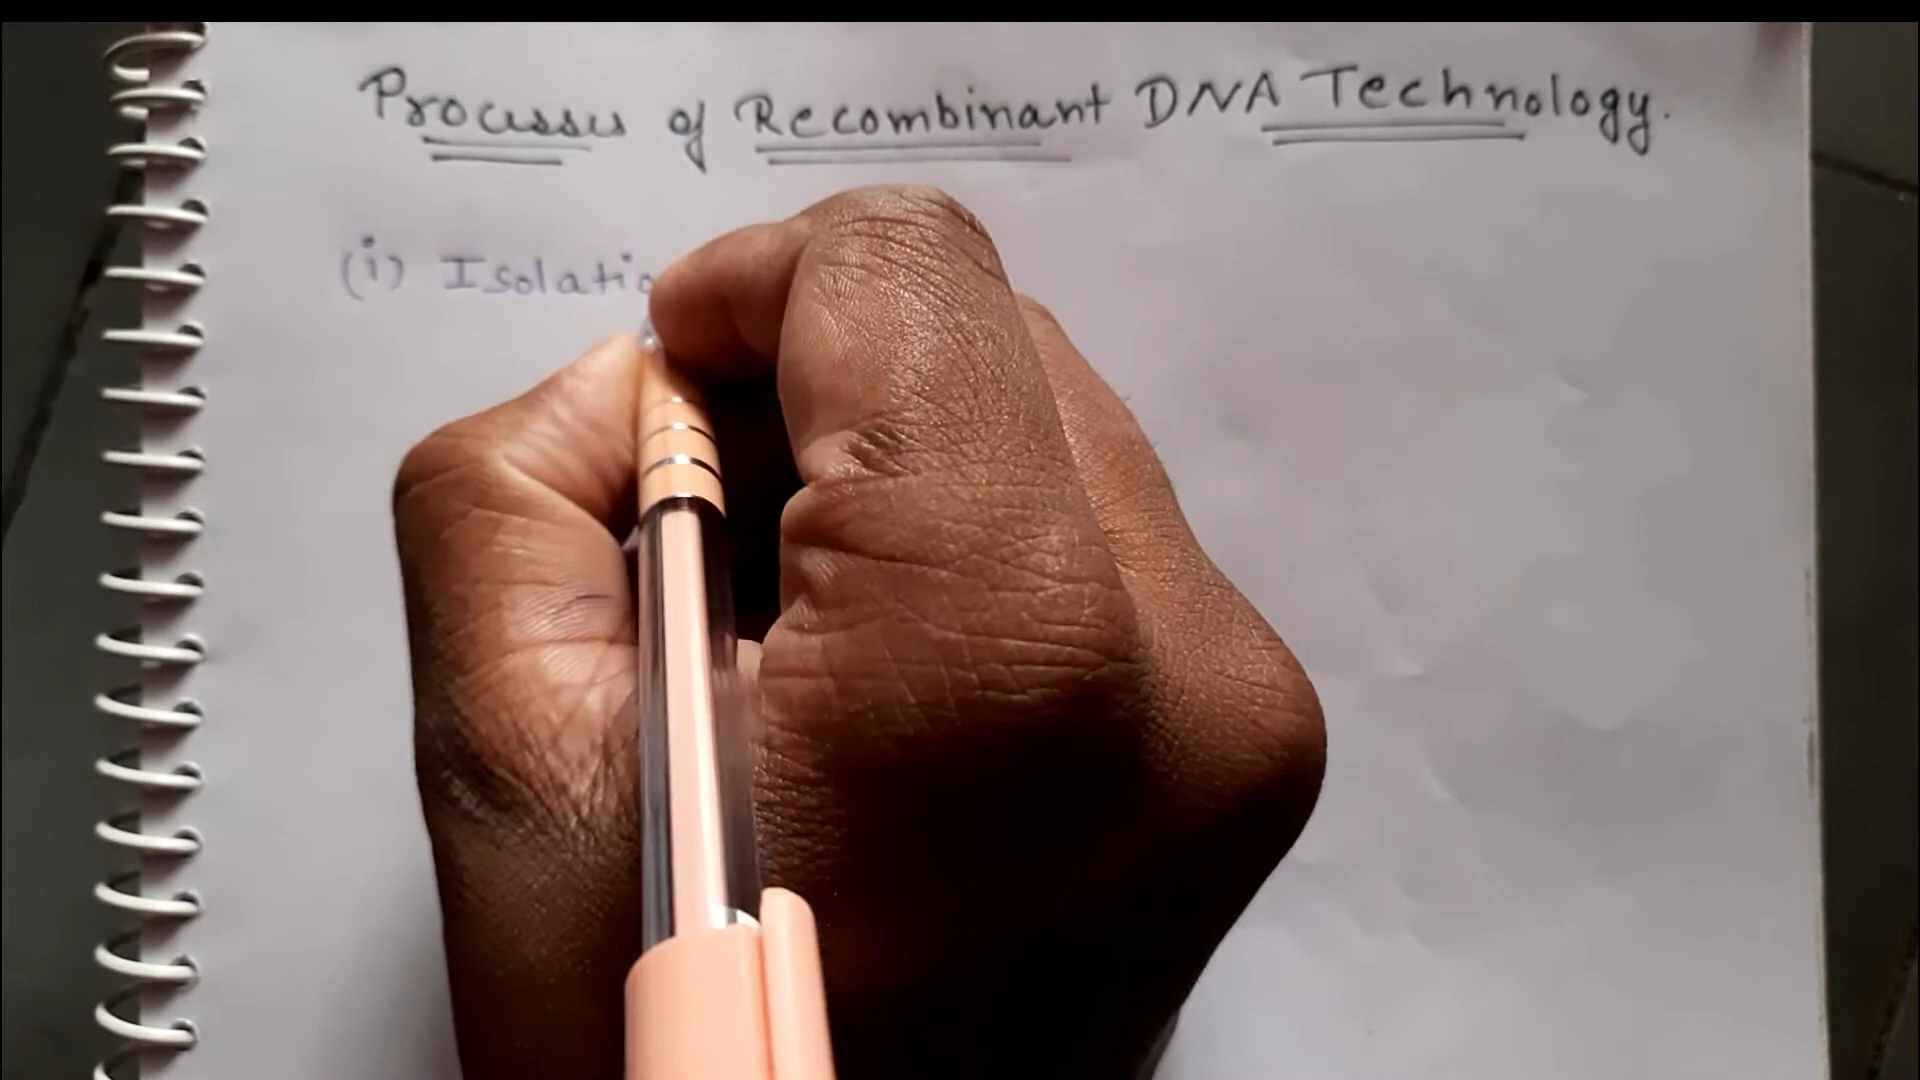 Processes of Recombinant DNA Technology.
(i) Isolatio